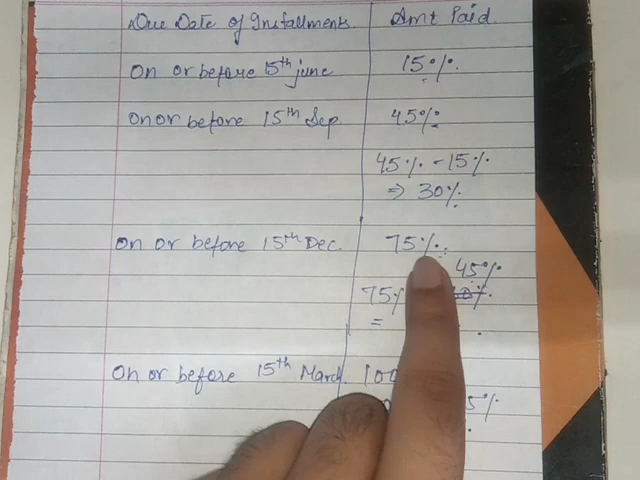 Due Date of Installments Amt Paid.
On or before 15th june 15%.
On or before 15th Sep 45%
45% - 15%
=> 30%
On or before 15th Dec. 75%.
45%
75%
=
On or before 15th March. 100
5%